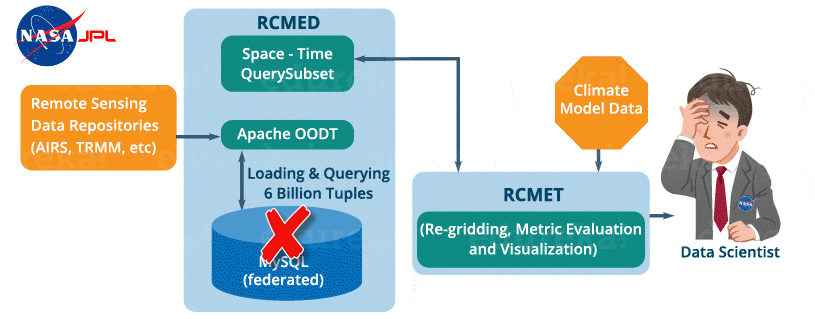 NASA JPL
RCMED
Space - Time
QuerySubset
Remote Sensing
Data Repositories
(AIRS, TRMM, etc)
Apache OODT
Loading & Querying
6 Billion Tuples
MySQL
(federated)
Climate
Model Data
RCMET
(Re-gridding, Metric Evaluation
and Visualization)
NASA
Data Scientist